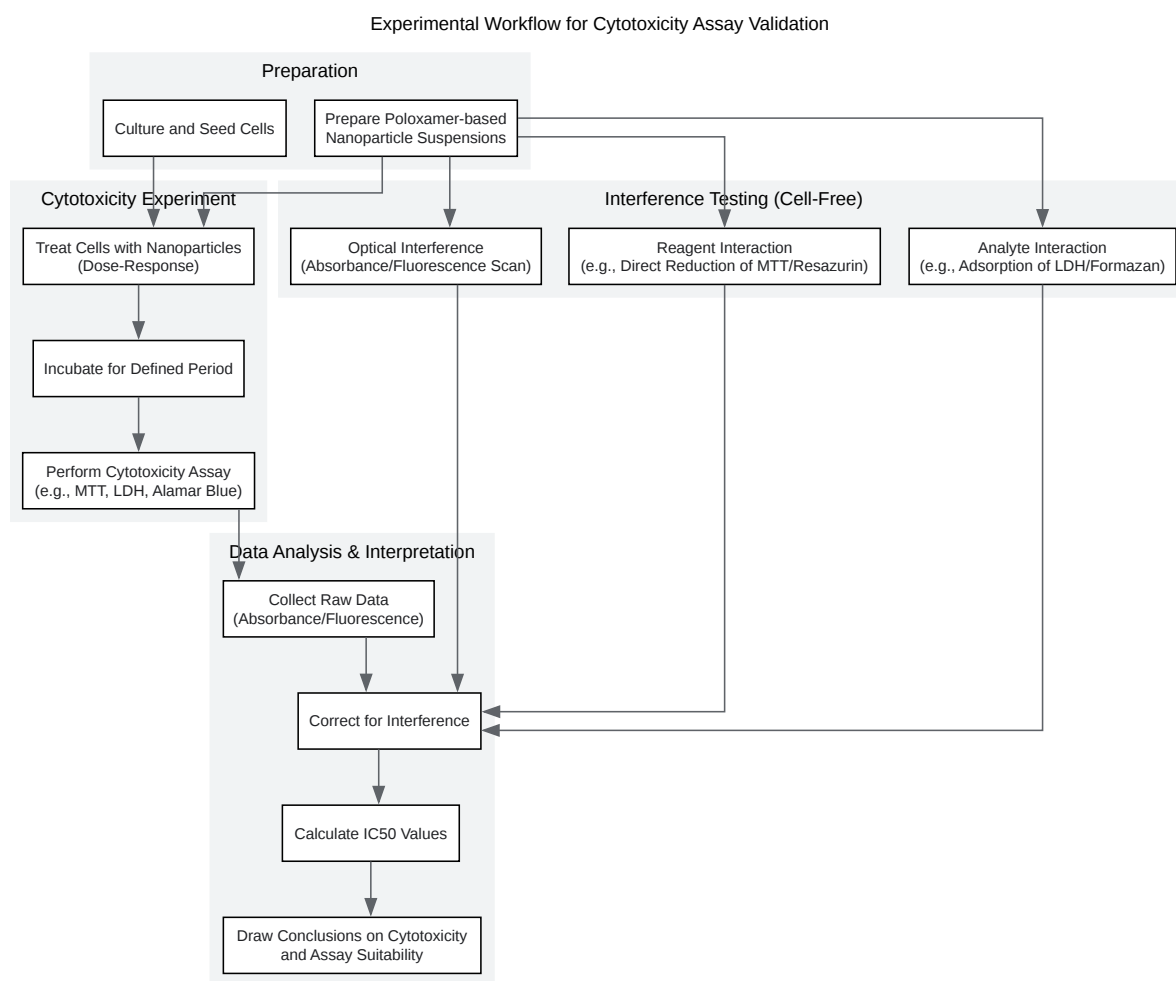 Experimental Workflow for Cytotoxicity Assay Validation
Preparation
Culture and Seed Cells
Prepare Poloxamer-based
Nanoparticle Suspensions
Cytotoxicity Experiment
Interference Testing (Cell-Free)
Treat Cells with Nanoparticles
(Dose-Response)
Optical Interference
(Absorbance/Fluorescence Scan)
Reagent Interaction
(e.g., Direct Reduction of MTT/Resazurin)
Analyte Interaction
(e.g., Adsorption of LDH/Formazan)
Incubate for Defined Period
Perform Cytotoxicity Assay
(e.g., MTT, LDH, Alamar Blue)
Data Analysis & Interpretation
Collect Raw Data
(Absorbance/Fluorescence)
Correct for Interference
Calculate IC50 Values
Draw Conclusions on Cytotoxicity
and Assay Suitability